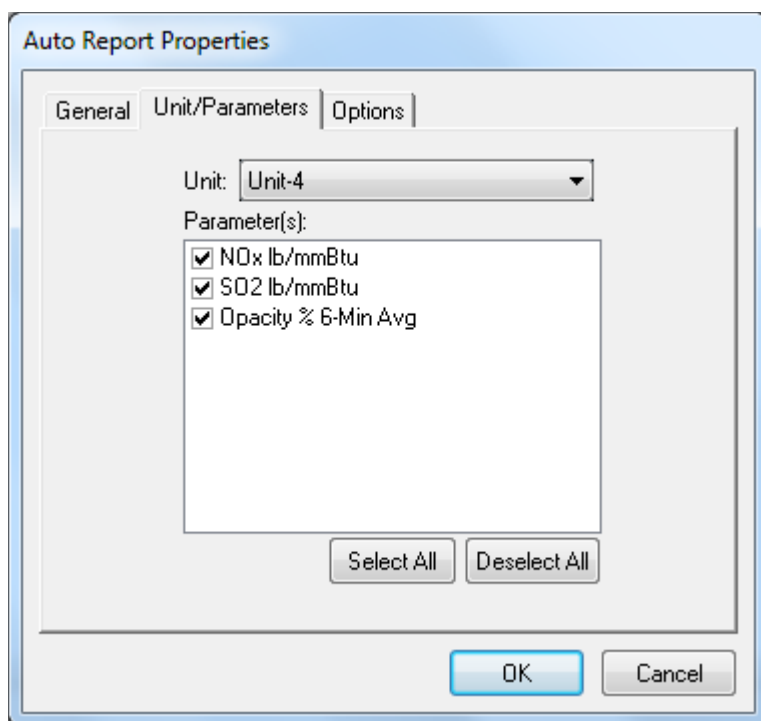 Auto Report Properties
General Unit/Parameters Options
Unit: Unit-4
Parameter(s):
NOx lb/mmBtu
SO2 lb/mmBtu
Opacity % 6-Min Avg
Select All Deselect All
OK Cancel